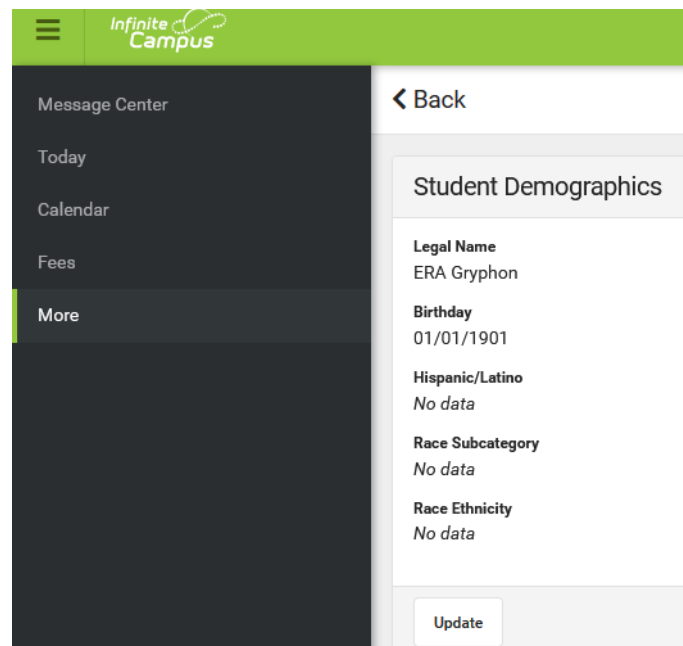 Infinite
Campus
Message Center
Today
Calendar
Fees
More
Back
Student Demographics
Legal Name
ERA Gryphon
Birthday
01/01/1901
Hispanic/Latino
No data
Race Subcategory
No data
Race Ethnicity
No data
Update